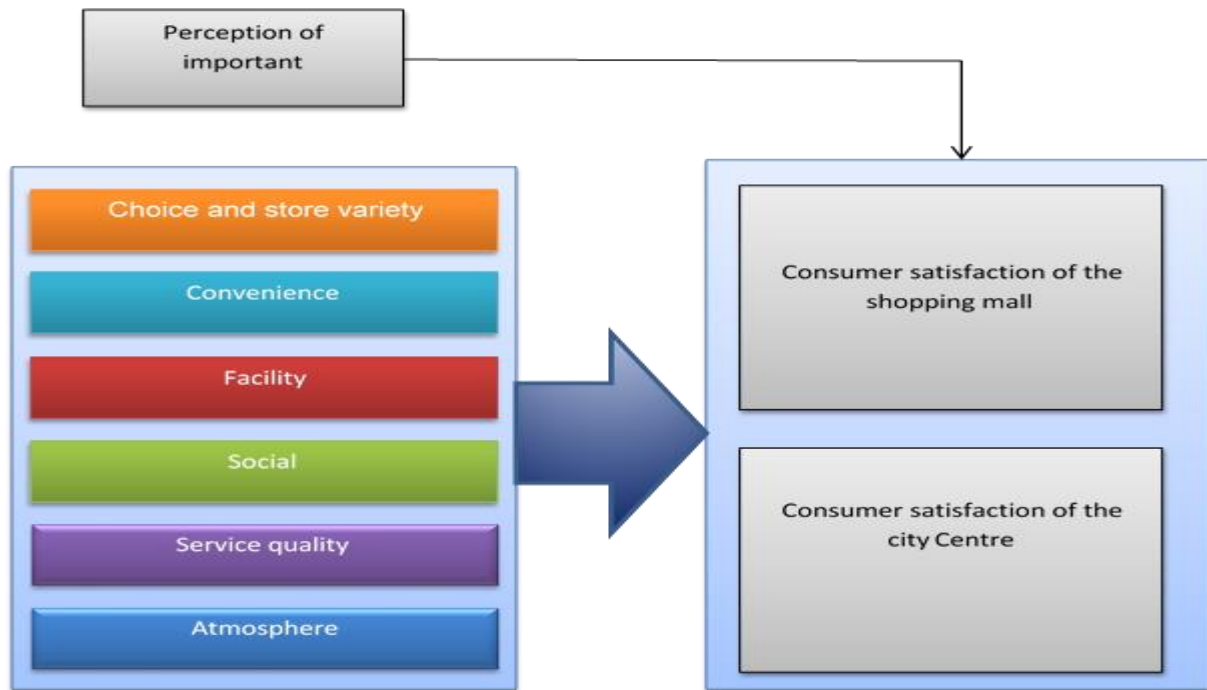 Perception of
important
Choice and store variety
Convenience
Facility
Social
Service quality
Atmosphere
Consumer satisfaction of the
shopping mall
Consumer satisfaction of the
city Centre